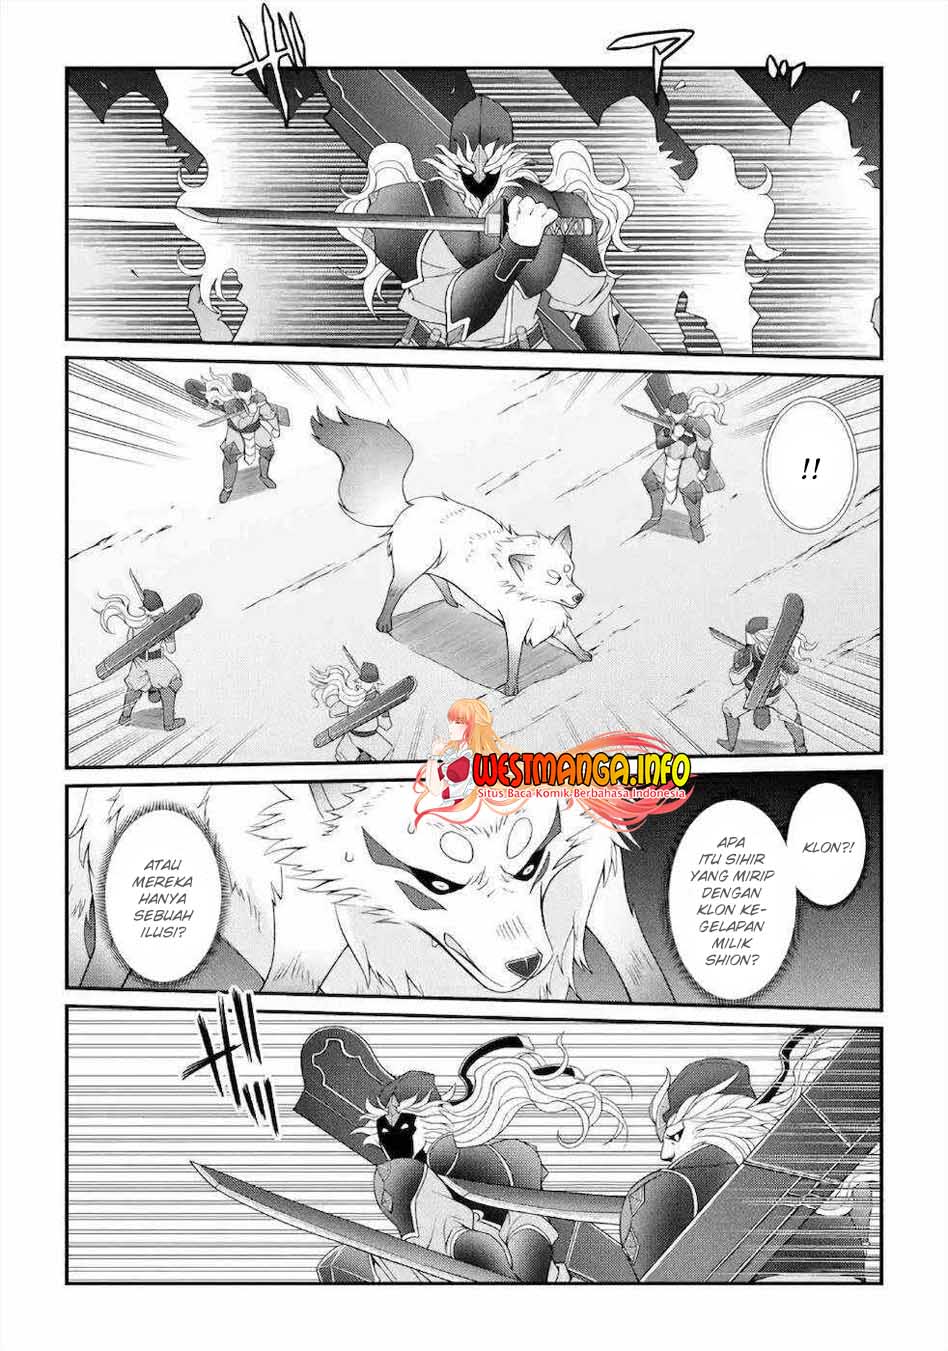 !!
WESTMANGA.INFO
Situs Baca Komik Berbahasa Indonesia
KLON?!
APA
ITU SIHIR
YANG MIRIP
DENGAN
KLON KE-
GELAPAN
MILIK
SHION?
ATAU
MEREKA
HANYA
SEBUAH
ILUSI?